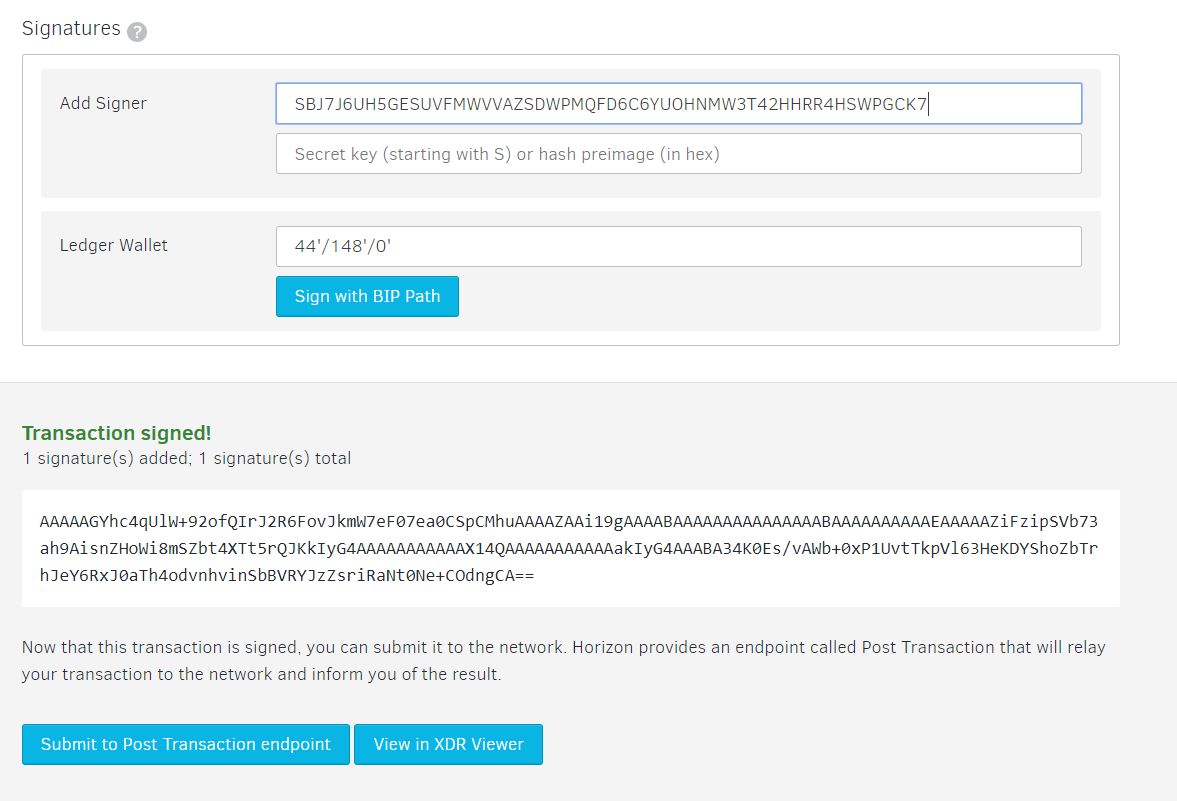 Signatures ?
Add Signer
SBJ7J6UH5GESUVFMWVVAZSDWPMQFD6C6YUOHNMW3T42HHRR4HSWPGCK7
Secret key (starting with S) or hash preimage (in hex)
Ledger Wallet
44'/148'/0'
Sign with BIP Path
Transaction signed!
1 signature(s) added; 1 signature(s) total
AAAAAGYhc4qUlW+92ofQIrJ2R6FovJkmW7eF07ea0CSpCMhuAAAAZAAi19gAAAABAAAAAAAAAAAAAAABAAAAAAAAAAEAAAAAZiFzipSVb73
ah9AisnZHoWi8mSZbt4XTt5rQJKkIyG4AAAAAAAAAAAX14QAAAAAAAAAAAakIyG4AAABA34K0Es/vAWb+0xP1UvtTkpVl63HeKDYShoZbTr
hJeY6RxJ0aTh4odvnhvinSbBVRYJzZsriRaNt0Ne+COdngCA==
Now that this transaction is signed, you can submit it to the network. Horizon provides an endpoint called Post Transaction that will relay
your transaction to the network and inform you of the result.
Submit to Post Transaction endpoint
View in XDR Viewer